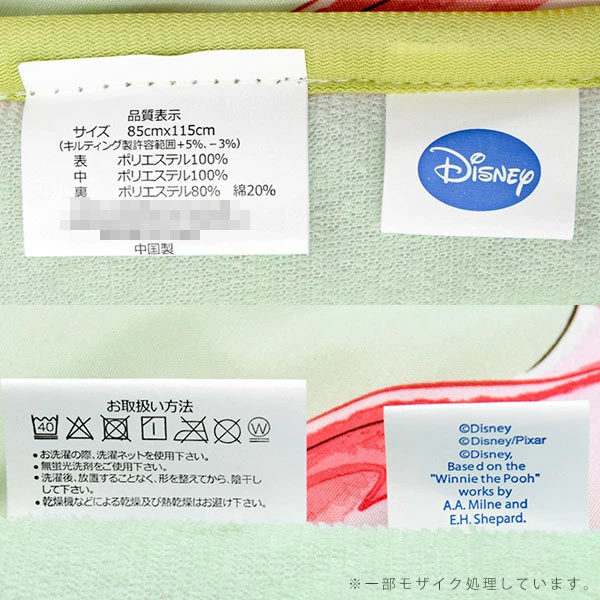 品質表示
サイズ 85cm×115cm
(キルティング製許容範囲+5%、−3%)
表 ポリエステル100%
中 ポリエステル100%
裏 ポリエステル80% 綿20%
中国製
Disney
お取扱い方法
40 1 W
•お洗濯の際、洗濯ネットを使用下さい。
•無蛍光洗剤をご使用下さい。
•洗濯後、放置することなく、形を整えてから、陰干し
して下さい。
•乾燥機などによる乾燥及び熱乾燥はお避け下さい。
©Disney
©Disney/Pixar
©Disney,
Based on the
"Winnie the Pooh"
works by
A.A. Milne and
E.H. Shepard.
※一部モザイク処理しています。